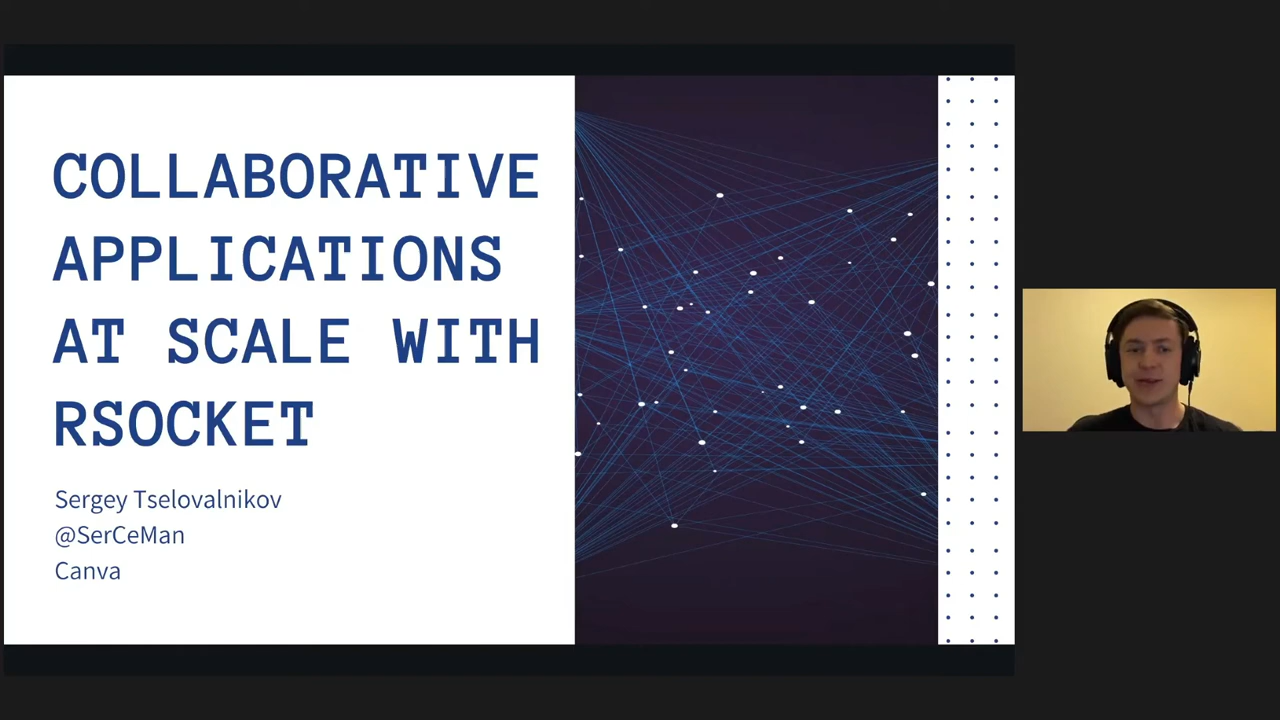 COLLABORATIVE
APPLICATIONS
AT SCALE WITH
RSOCKET
Sergey Tselovalnikov
@SerCeMan
Canva